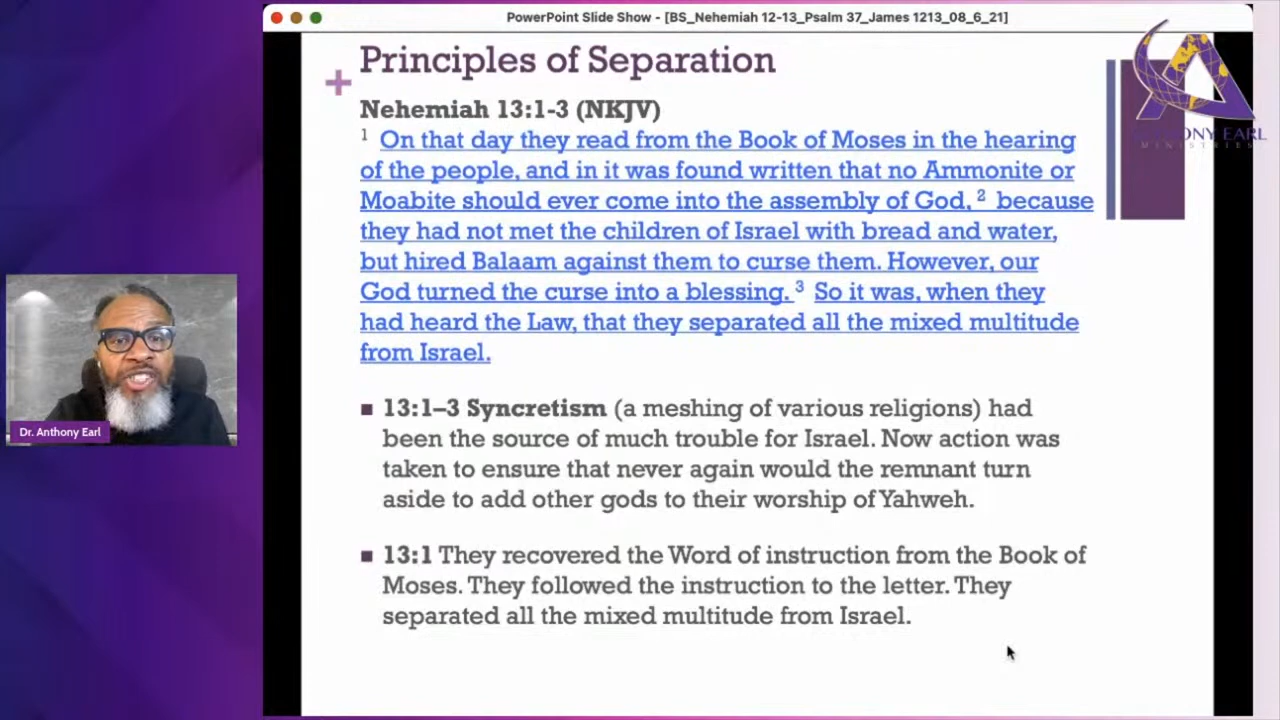 PowerPoint Slide Show - [BS_Nehemiah 12-13_Psalm 37_James 1213_08_6_21]
Principles of Separation
+
Nehemiah 13:1-3 (NKJV)
1 On that day they read from the Book of Moses in the hearing
of the people, and in it was found written that no Ammonite or
Moabite should ever come into the assembly of God, 2 because
they had not met the children of Israel with bread and water,
but hired Balaam against them to curse them. However, our
God turned the curse into a blessing. 3 So it was, when they
had heard the Law, that they separated all the mixed multitude
from Israel.
■ 13:1–3 Syncretism (a meshing of various religions) had
been the source of much trouble for Israel. Now action was
taken to ensure that never again would the remnant turn
aside to add other gods to their worship of Yahweh.
■ 13:1 They recovered the Word of instruction from the Book of
Moses. They followed the instruction to the letter. They
separated all the mixed multitude from Israel.
ANTHONY EARL
MINISTRIES
Dr. Anthony Earl